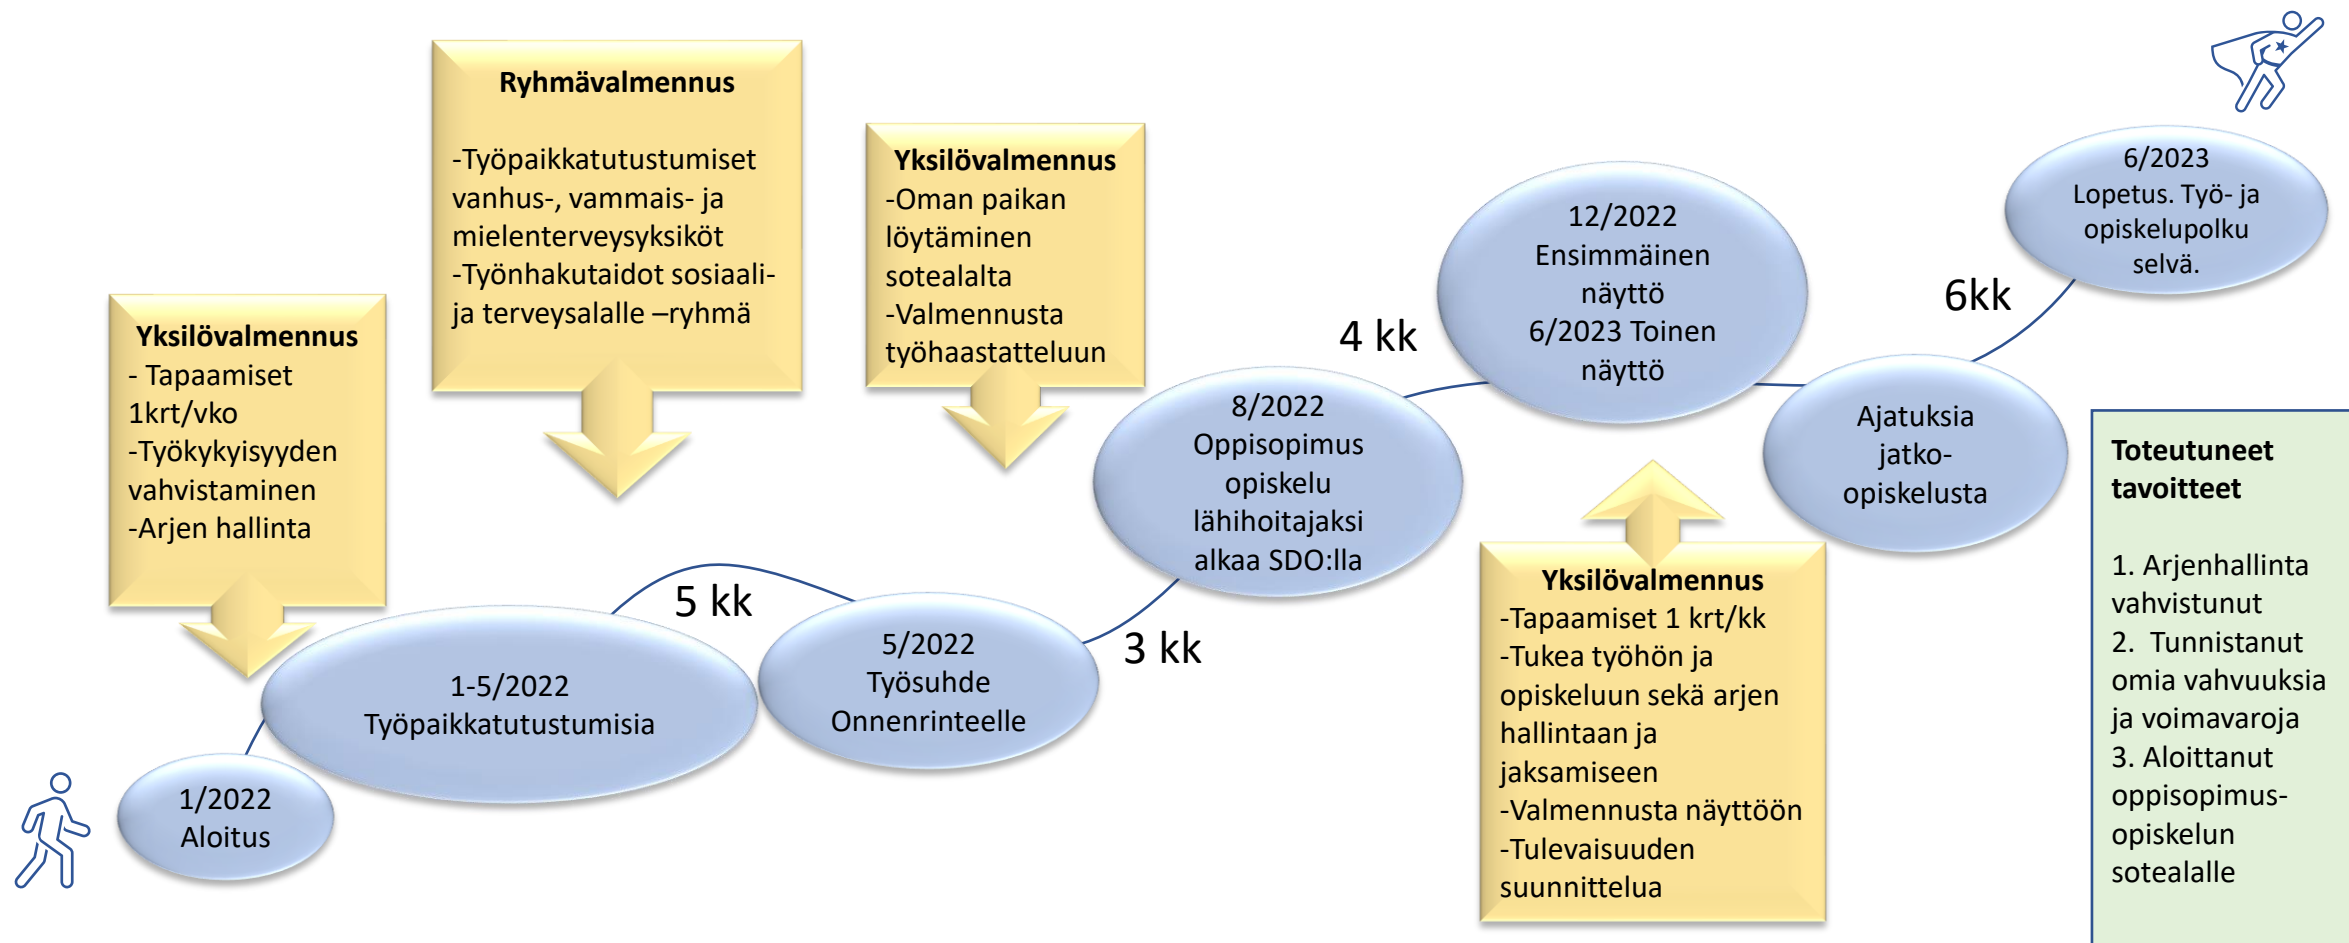 Ryhmävalmennus
-Työpaikkatutustumiset
vanhus-, vammais- ja
mielenterveysyksiköt
-Työnhakutaidot sosiaali-
ja terveysalalle –ryhmä
Yksilövalmennus
- Tapaamiset
1krt/vko
-Työkykyisyyden
vahvistaminen
-Arjen hallinta
Yksilövalmennus
-Oman paikan
löytäminen
sotealalta
-Valmennusta
työhaastatteluun
1/2022
Aloitus
1-5/2022
Työpaikkatutustumisia
5 kk
5/2022
Työsuhde
Onnenrinteelle
3 kk
8/2022
Oppisopimus
opiskelu
lähihoitajaksi
alkaa SDO:lla
4 kk
12/2022
Ensimmäinen
näyttö
6/2023 Toinen
näyttö
Yksilövalmennus
-Tapaamiset 1 krt/kk
-Tukea työhön ja
opiskeluun sekä arjen
hallintaan ja
jaksamiseen
-Valmennusta näyttöön
-Tulevaisuuden
suunnittelua
Ajatuksia
jatko-
opiskelusta
6kk
6/2023
Lopetus. Työ- ja
opiskelupolku
selvä.
Toteutuneet
tavoitteet
1. Arjenhallinta
vahvistunut
2. Tunnistanut
omia vahvuuksia
ja voimavaroja
3. Aloittanut
oppisopimus-
opiskelun
sotealalle